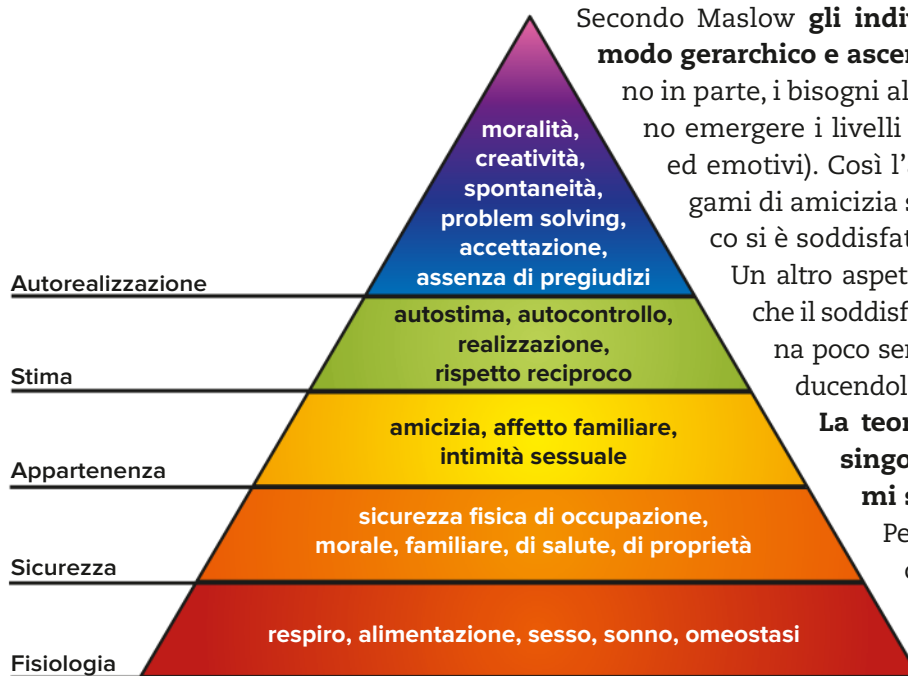 Secondo Maslow gli indiv
modo gerarchico e ascer
no in parte, i bisogni al
no emergere i livelli
ed emotivi). Così l'
gami di amicizia s
co si è soddisfat
Un altro aspet
che il soddisf
na poco ser
ducendol
La teor
singo
mi s
Pe
moralità,
creatività,
spontaneità,
problem solving,
accettazione,
assenza di pregiudizi
Autorealizzazione
autostima, autocontrollo,
realizzazione,
rispetto reciproco
Stima
amicizia, affetto familiare,
intimità sessuale
Appartenenza
sicurezza fisica di occupazione,
morale, familiare, di salute, di proprietà
Sicurezza
respiro, alimentazione, sesso, sonno, omeostasi
Fisiologia